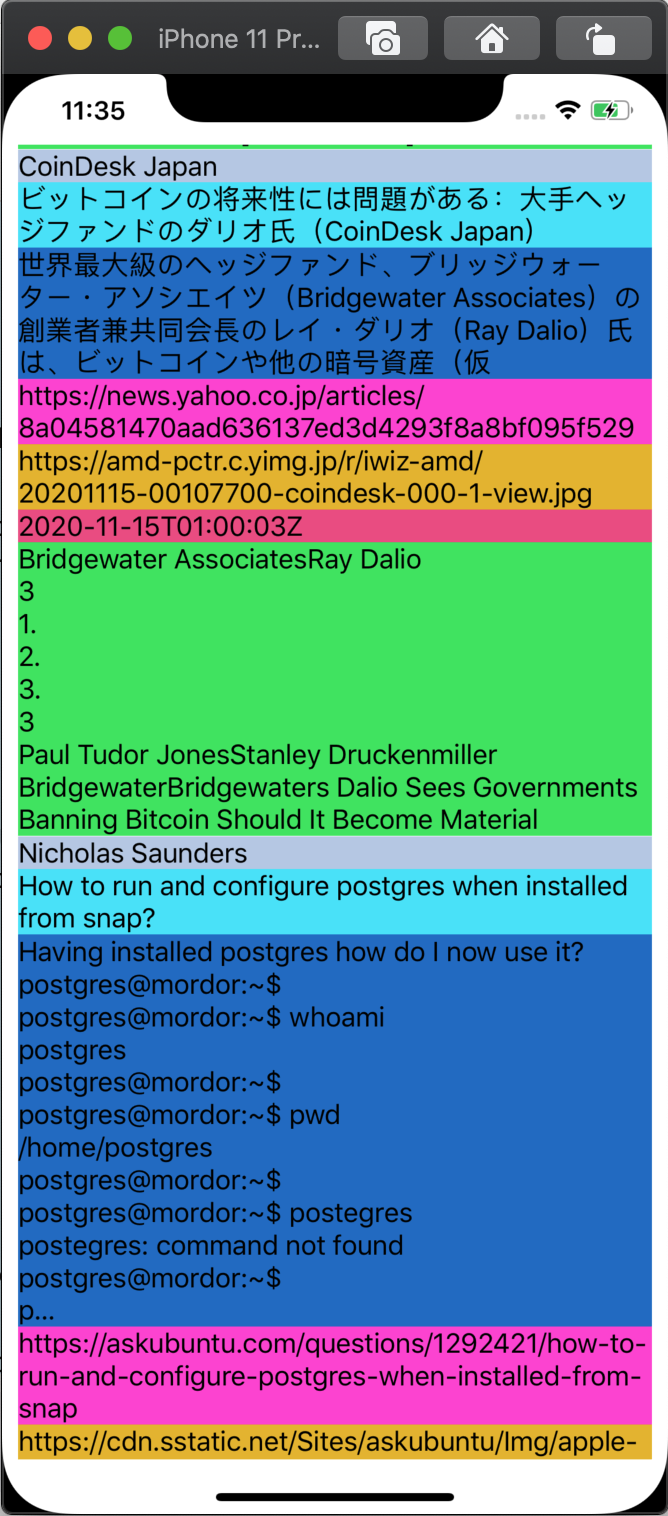 iPhone 11 Pr...
11:35
CoinDesk Japan
ビットコインの将来性には問題がある：大手ヘッ
ジファンドのダリオ氏（CoinDesk Japan）
世界最大級のヘッジファンド、ブリッジウォー
ター・アソシエイツ（Bridgewater Associates）の
創業者兼共同会長のレイ・ダリオ（Ray Dalio）氏
は、ビットコインや他の暗号資産（仮
https://news.yahoo.co.jp/articles/
8a04581470aad636137ed3d4293f8a8bf095f529
https://amd-pctr.c.yimg.jp/r/iwiz-amd/
20201115-00107700-coindesk-000-1-view.jpg
2020-11-15T01:00:03Z
Bridgewater AssociatesRay Dalio
3
1.
2.
3.
3
Paul Tudor JonesStanley Druckenmiller
BridgewaterBridgewaters Dalio Sees Governments
Banning Bitcoin Should It Become Material
Nicholas Saunders
How to run and configure postgres when installed
from snap?
Having installed postgres how do I now use it?
postgres@mordor:~$
postgres@mordor:~$ whoami
postgres
postgres@mordor:~$
postgres@mordor:~$ pwd
/home/postgres
postgres@mordor:~$
postgres@mordor:~$ postegres
postegres: command not found
postgres@mordor:~$
p...
https://askubuntu.com/questions/1292421/how-to-
run-and-configure-postgres-when-installed-from-
snap
https://cdn.sstatic.net/Sites/askubuntu/Img/apple-